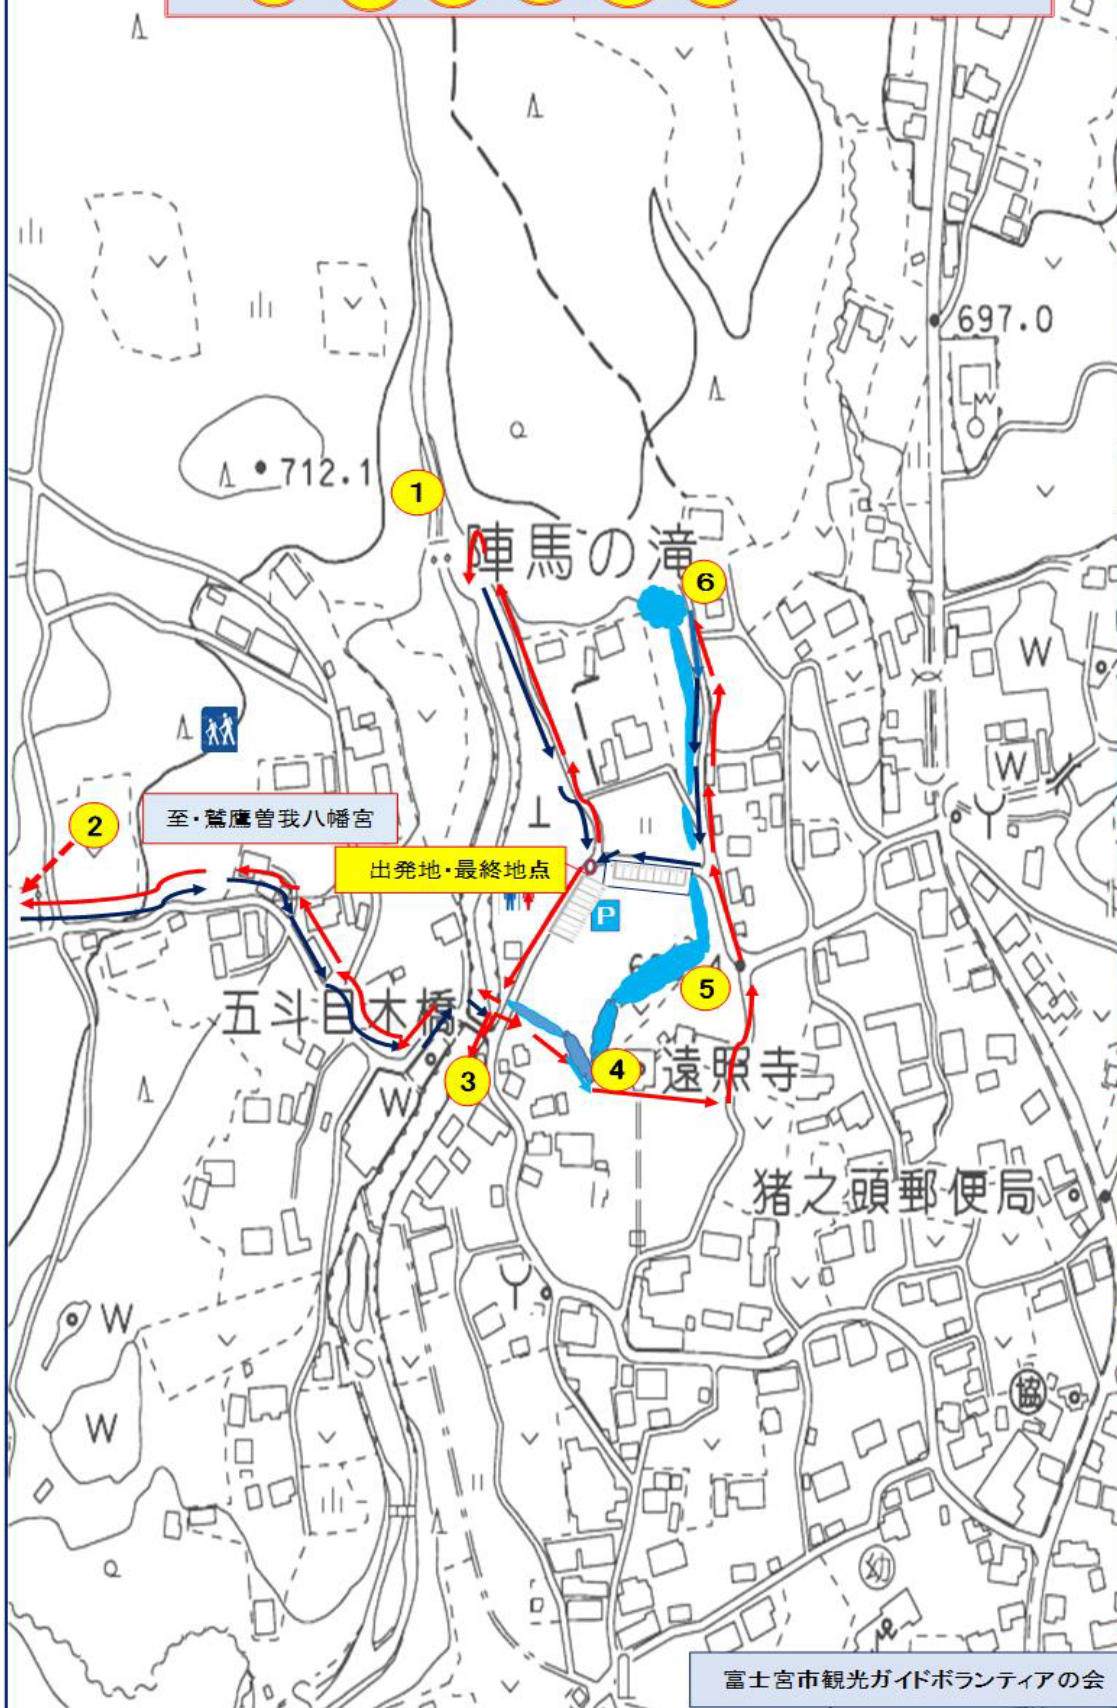 697.0
712.1
1
陣馬の滝
6
W
W
2
至・鷲鷹曽我八幡宮
出発地・最終地点
P
5
五斗目木橋
4
遠照寺
3
W
猪之頭郵便局
W
W
協
幼
富士宮市観光ガイドボランティアの会